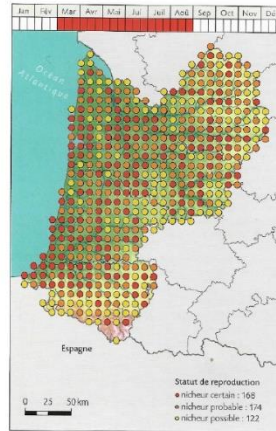 Jan Fév Mar Avr Mai Jui Juil Aoû Sep Oct Nov Déc
Océan
Atlantique
Espagne
Statut de reproduction
nicheur certain : 168
nicheur probable : 174
nicheur possible : 122
0 25 50 km